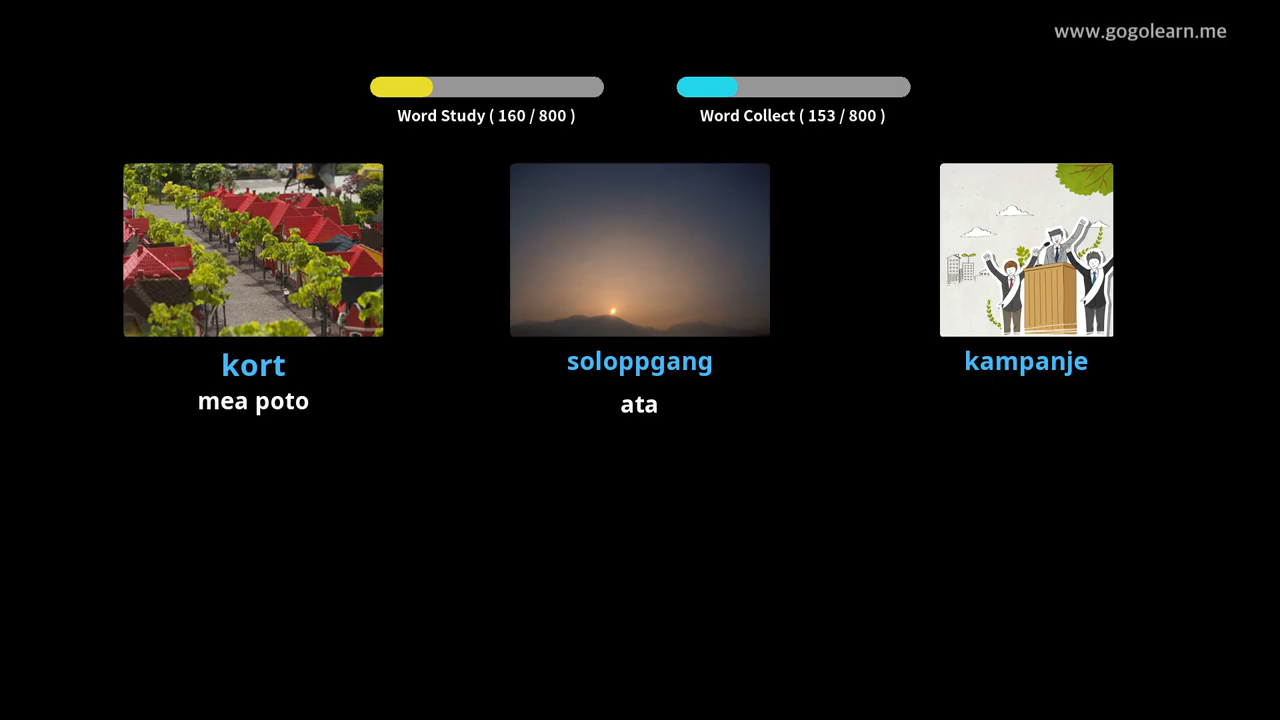 www.gogolearn.me
Word Study ( 160 / 800 )
Word Collect ( 153 / 800 )
kort
mea poto
soloppgang
ata
kampanje